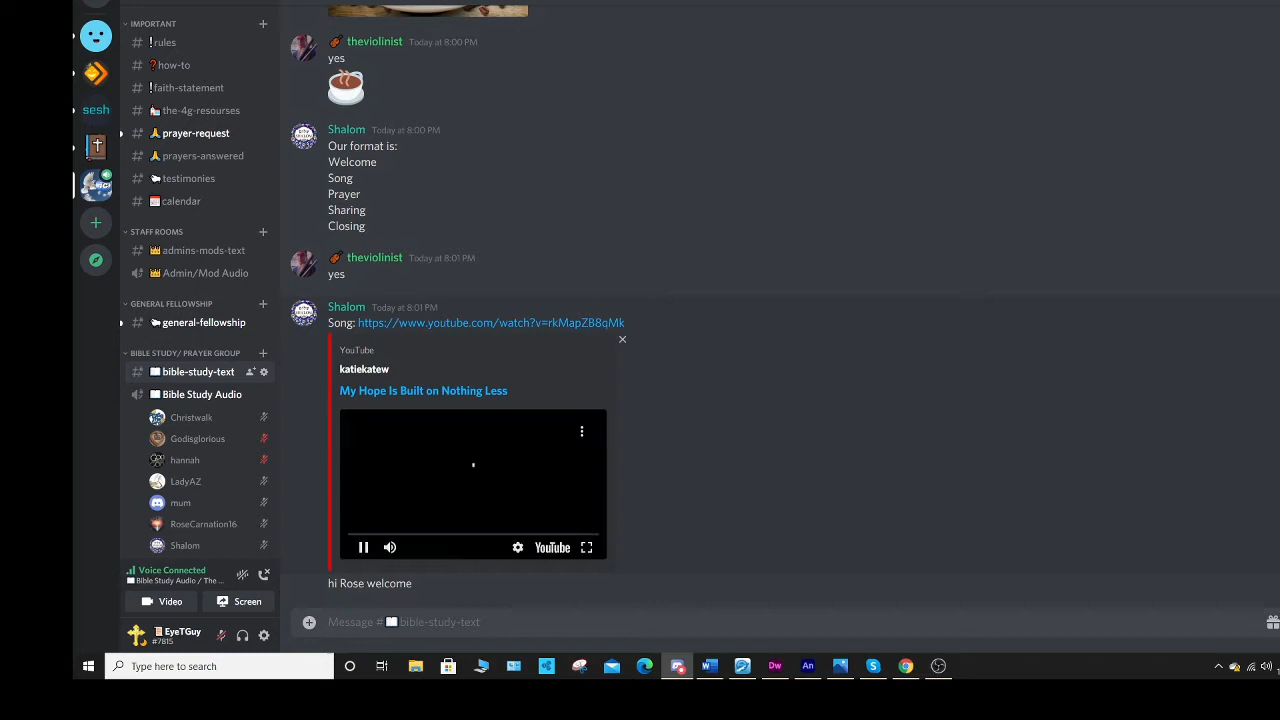 IMPORTANT
!rules
how-to
!faith-statement
the-4g-resourses
prayer-request
prayers-answered
testimonies
calendar
STAFF ROOMS
admins-mods-text
Admin/Mod Audio
GENERAL FELLOWSHIP
general-fellowship
BIBLE STUDY/ PRAYER GROUP
bible-study-text
Bible Study Audio
Christwalk
Godisglorious
hannah
LadyAZ
mum
RoseCarnation16
Shalom
Voice Connected
Bible Study Audio / The ...
Video
Screen
EyeTGuy
#7815
sesh
theviolinist Today at 8:00 PM
yes
Shalom Today at 8:00 PM
Our format is:
Welcome
Song
Prayer
Sharing
Closing
theviolinist Today at 8:01 PM
yes
Shalom Today at 8:01 PM
Song: https://www.youtube.com/watch?v=rkMapZB8qMk
YouTube
katiekatew
My Hope Is Built on Nothing Less
YouTube
hi Rose welcome
Message # bible-study-text
Type here to search
Dw
An